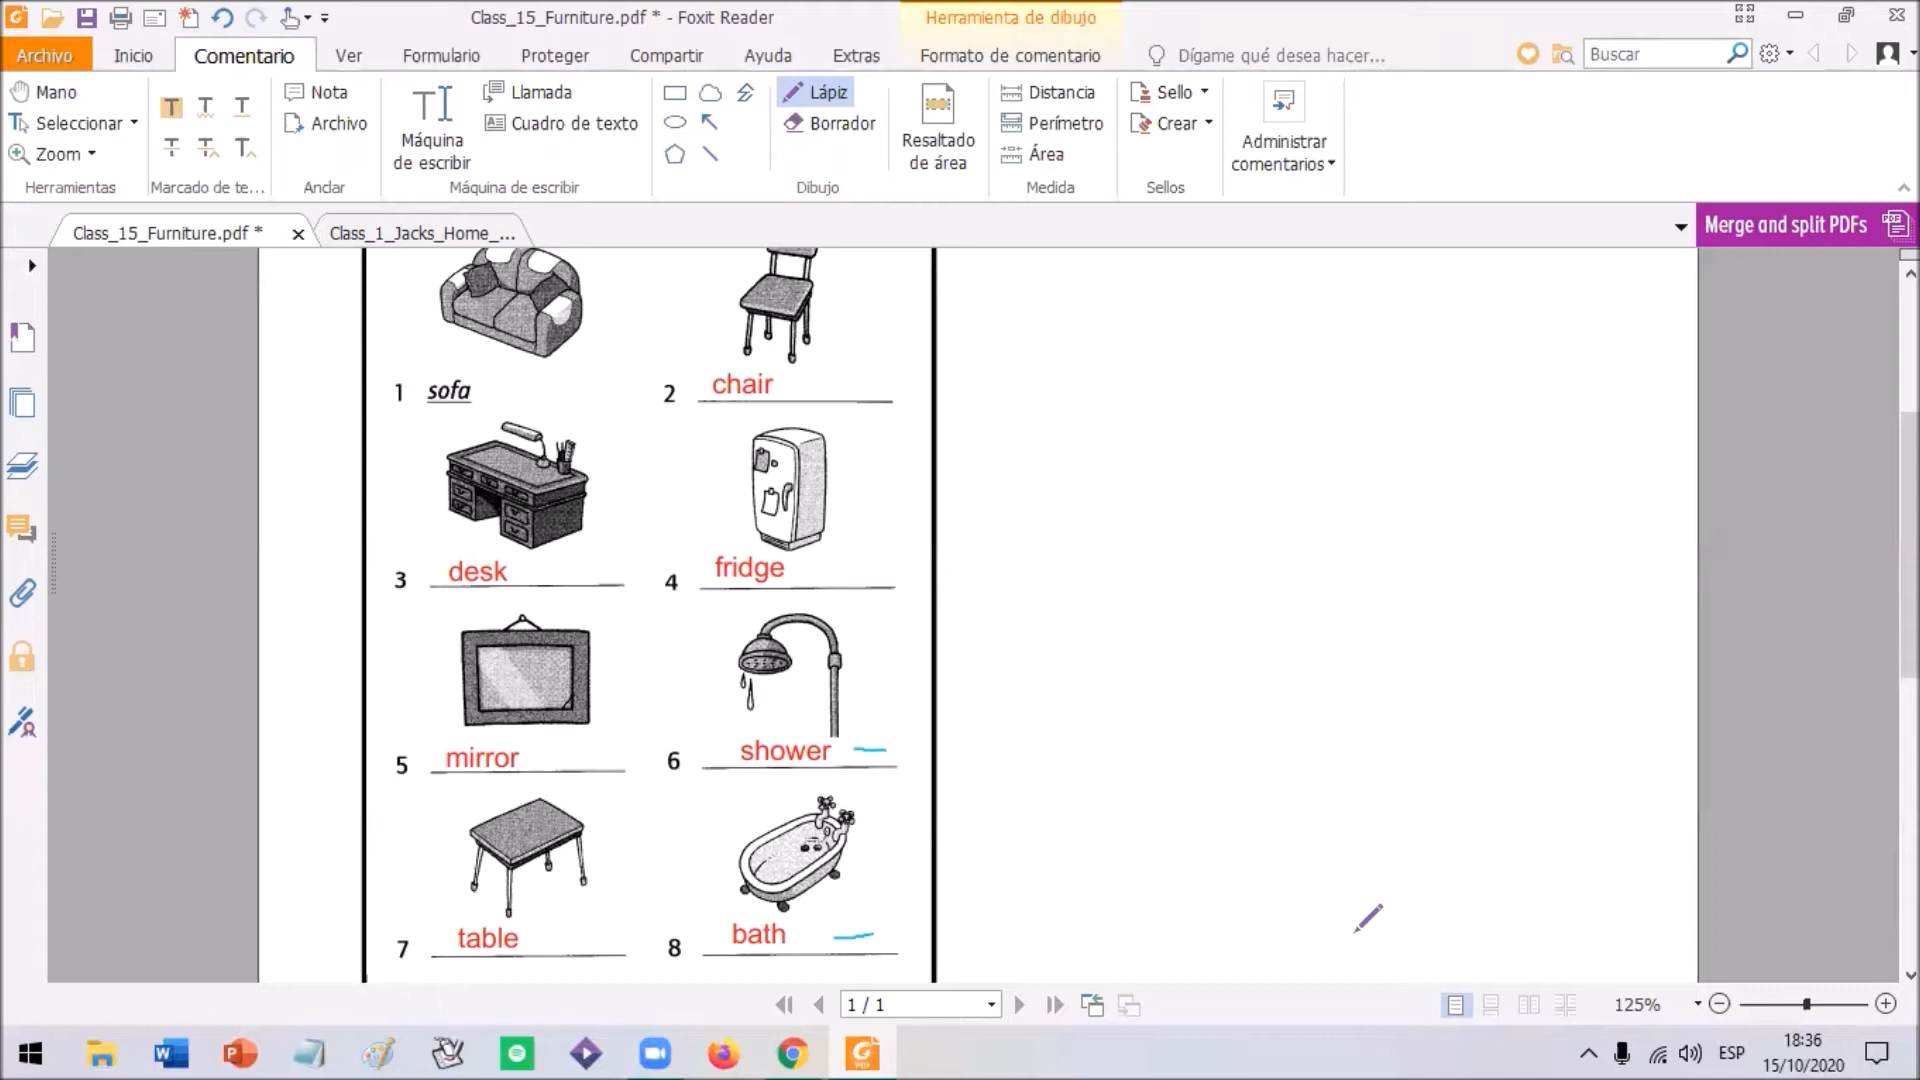 Class_15_Furniture.pdf * - Foxit Reader
Herramienta de dibujo
Archivo
Inicio
Comentario
Ver
Formulario
Proteger
Compartir
Ayuda
Extras
Formato de comentario
Dígame qué desea hacer...
Buscar
Mano
Seleccionar
Zoom
Herramientas
Marcado de te...
Nota
Archivo
Anclar
Máquina
de escribir
Llamada
Cuadro de texto
Máquina de escribir
Lápiz
Borrador
Dibujo
Resaltado
de área
Distancia
Perímetro
Área
Medida
Sello
Crear
Sellos
Administrar
comentarios
Class_15_Furniture.pdf *
Class_1_Jacks_Home_...
Merge and split PDFs
1 sofa
2 chair
3 desk
4 fridge
5 mirror
6 shower
7 table
8 bath
1 / 1
125%
ESP
18:36
15/10/2020